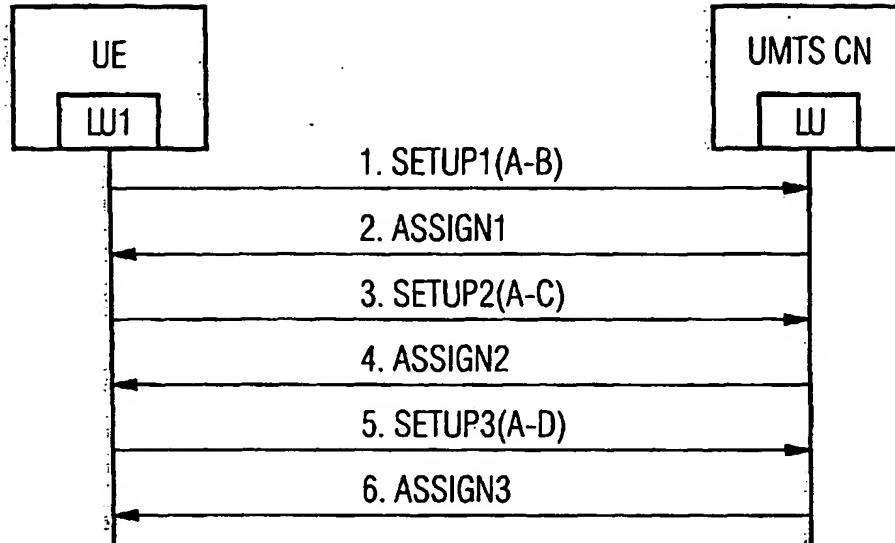 UE
UMTS CN
LU1
LU
1. SETUP1(A-B)
2. ASSIGN1
3. SETUP2(A-C)
4. ASSIGN2
5. SETUP3(A-D)
6. ASSIGN3